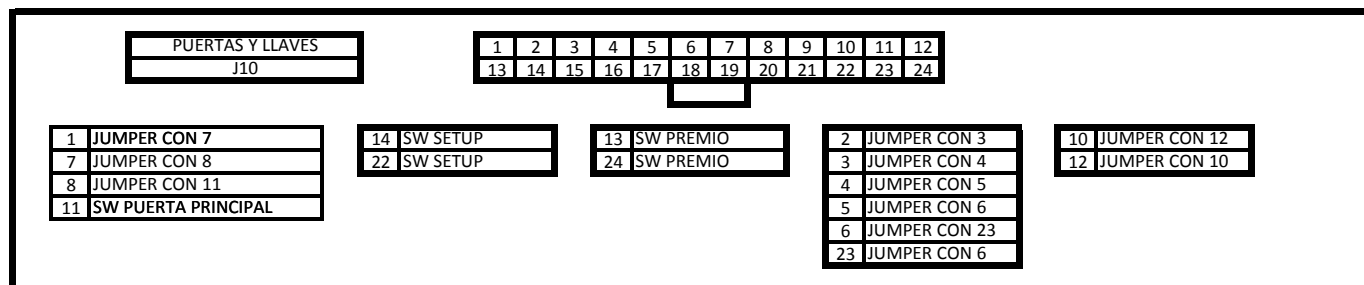 PUERTAS Y LLAVES
J10
1 2 3 4 5 6 7 8 9 10 11 12
13 14 15 16 17 18 19 20 21 22 23 24
1 JUMPER CON 7
7 JUMPER CON 8
8 JUMPER CON 11
11 SW PUERTA PRINCIPAL
14 SW SETUP
22 SW SETUP
13 SW PREMIO
24 SW PREMIO
2 JUMPER CON 3
3 JUMPER CON 4
4 JUMPER CON 5
5 JUMPER CON 6
6 JUMPER CON 23
23 JUMPER CON 6
10 JUMPER CON 12
12 JUMPER CON 10